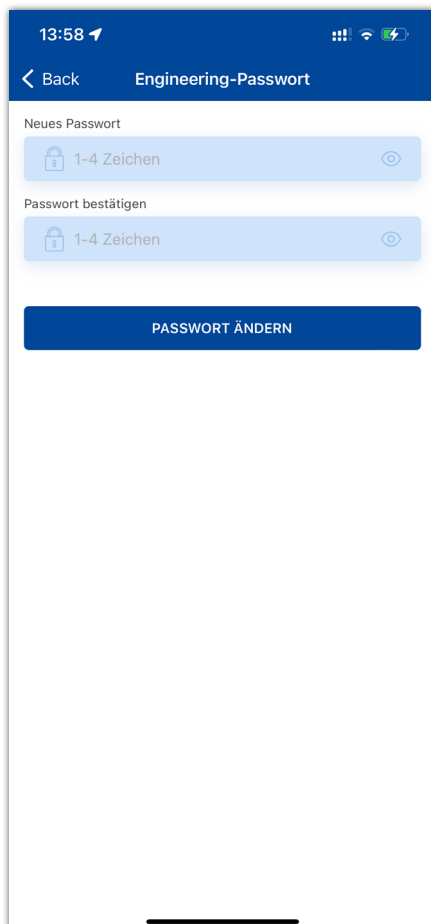 13:58
Back Engineering-Passwort
Neues Passwort
1-4 Zeichen
Passwort bestätigen
1-4 Zeichen
PASSWORT ÄNDERN